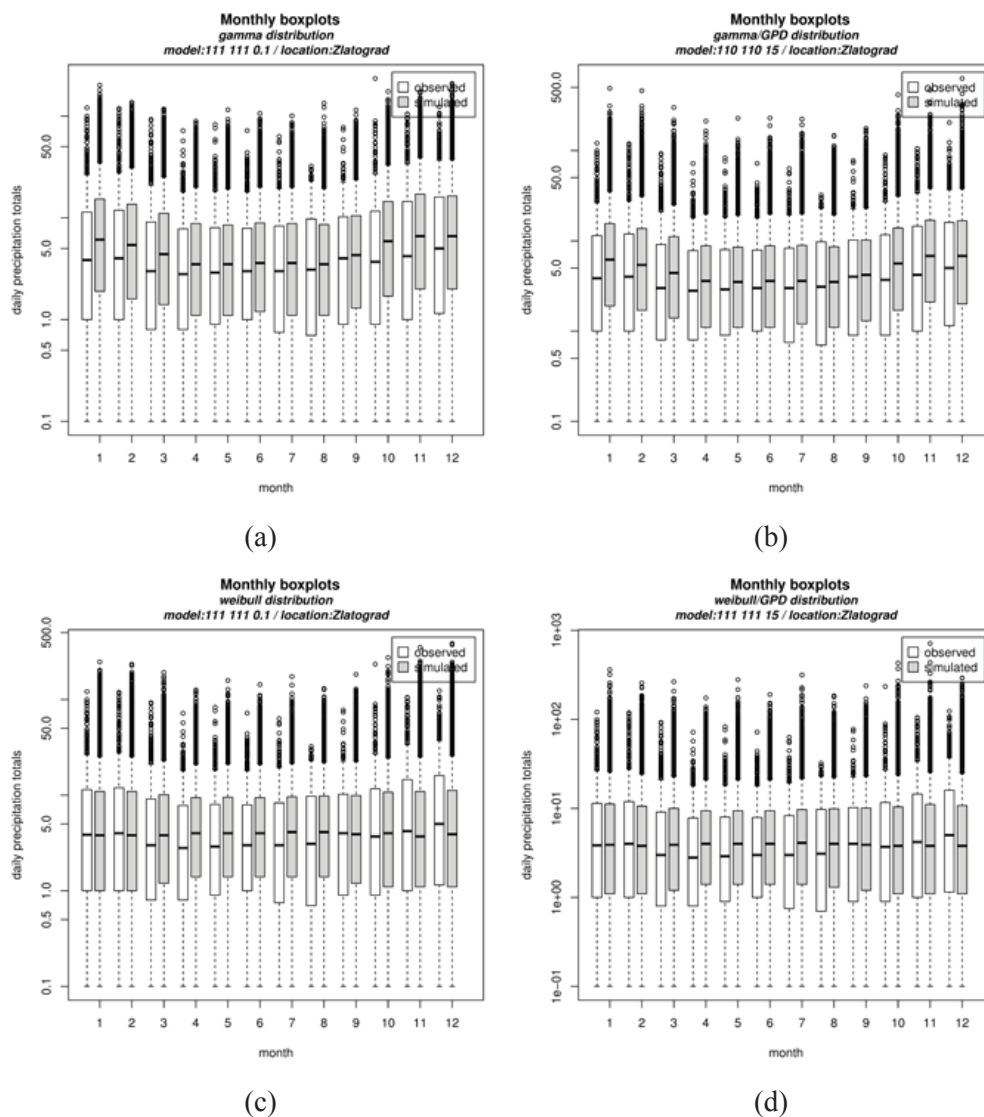 Monthly boxplots
gamma distribution
model:111 111 0.1 / location:Zlatograd
observed
simulated
daily precipitation totals
50.0
5.0
1.0
0.5
0.1
1 2 3 4 5 6 7 8 9 10 11 12
month
(a)
Monthly boxplots
gamma/GPD distribution
model:110 110 15 / location:Zlatograd
observed
simulated
daily precipitation totals
500.0
50.0
5.0
0.5
0.1
1 2 3 4 5 6 7 8 9 10 11 12
month
(b)
Monthly boxplots
weibull distribution
model:111 111 0.1 / location:Zlatograd
observed
simulated
daily precipitation totals
500.0
50.0
5.0
1.0
0.5
0.1
1 2 3 4 5 6 7 8 9 10 11 12
month
(c)
Monthly boxplots
weibull/GPD distribution
model:111 111 15 / location:Zlatograd
observed
simulated
daily precipitation totals
1e+03
1e+02
1e+01
1e+00
1e−01
1 2 3 4 5 6 7 8 9 10 11 12
month
(d)